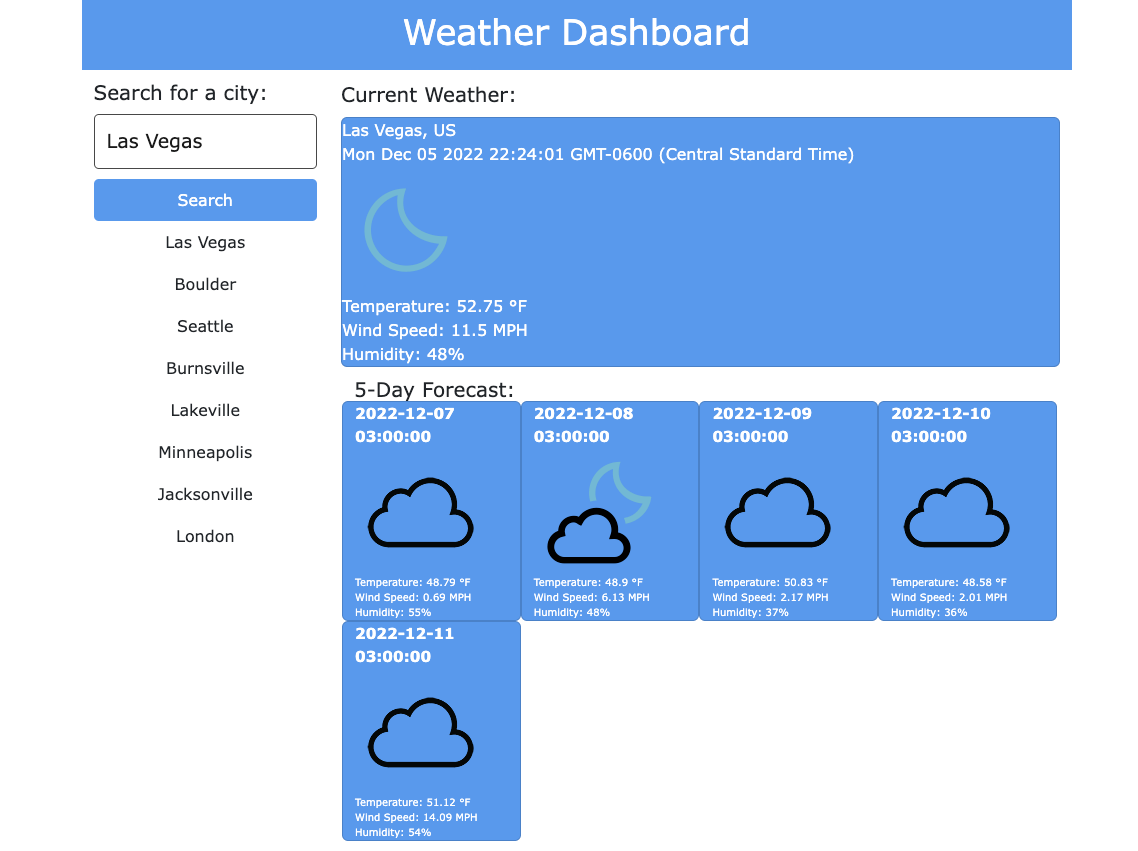 Weather Dashboard
Search for a city:
Las Vegas
Search
Las Vegas
Boulder
Seattle
Burnsville
Lakeville
Minneapolis
Jacksonville
London
Current Weather:
Las Vegas, US
Mon Dec 05 2022 22:24:01 GMT-0600 (Central Standard Time)
Temperature: 52.75 °F
Wind Speed: 11.5 MPH
Humidity: 48%
5-Day Forecast:
2022-12-07
03:00:00
Temperature: 48.79 °F
Wind Speed: 0.69 MPH
Humidity: 55%
2022-12-08
03:00:00
Temperature: 48.9 °F
Wind Speed: 6.13 MPH
Humidity: 48%
2022-12-09
03:00:00
Temperature: 50.83 °F
Wind Speed: 2.17 MPH
Humidity: 37%
2022-12-10
03:00:00
Temperature: 48.58 °F
Wind Speed: 2.01 MPH
Humidity: 36%
2022-12-11
03:00:00
Temperature: 51.12 °F
Wind Speed: 14.09 MPH
Humidity: 54%